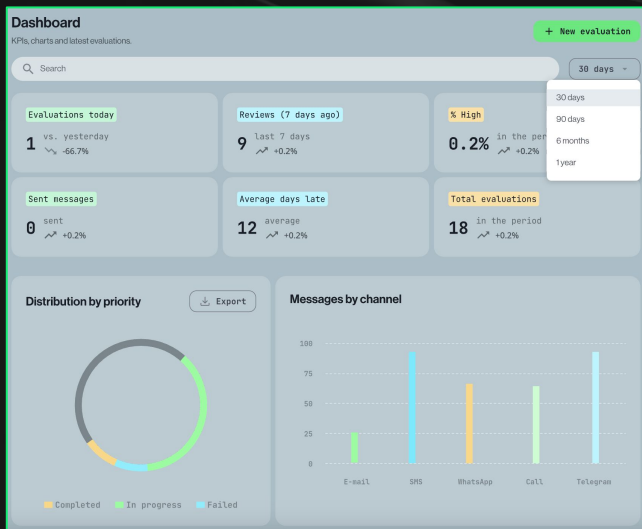 Dashboard
KPIs, charts and latest evaluations.
+ New evaluation
Search
30 days
30 days
90 days
6 months
1 year
Evaluations today
1 vs. yesterday
-66.7%
Reviews (7 days ago)
9 last 7 days
+0.2%
% High
0.2% in the per
+0.2%
Sent messages
0 sent
+0.2%
Average days late
12 average
+0.2%
Total evaluations
18 in the period
+0.2%
Distribution by priority
Export
Completed In progress Failed
Messages by channel
100
75
50
25
0
E-mail SMS WhatsApp Call Telegram